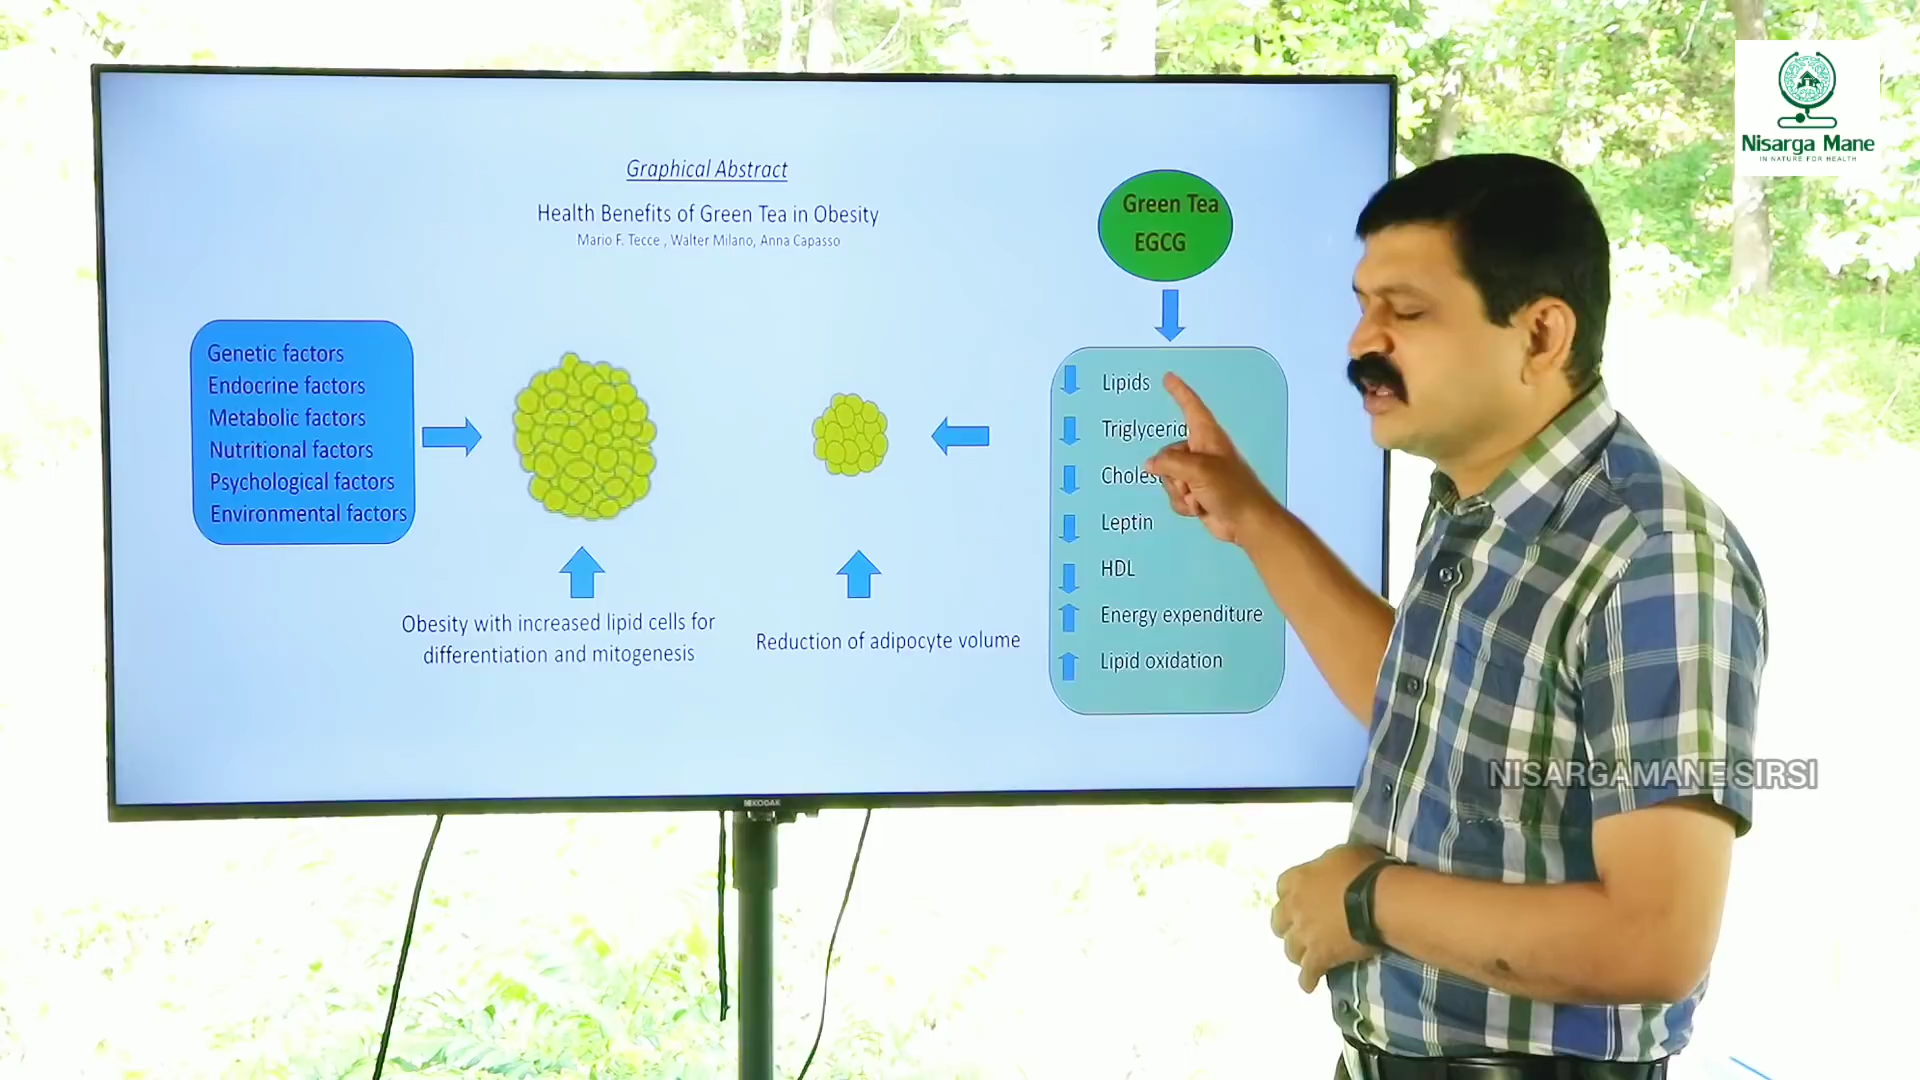 Nisarga Mane
IN NATURE FOR HEALTH
Graphical Abstract
Health Benefits of Green Tea in Obesity
Mario F. Tecce , Walter Milano, Anna Capasso
Green Tea
EGCG
Genetic factors
Endocrine factors
Metabolic factors
Nutritional factors
Psychological factors
Environmental factors
Obesity with increased lipid cells for
differentiation and mitogenesis
Reduction of adipocyte volume
Lipids
Leptin
HDL
Energy expenditure
Lipid oxidation
KODAK
NISARGAMANE SIRSI